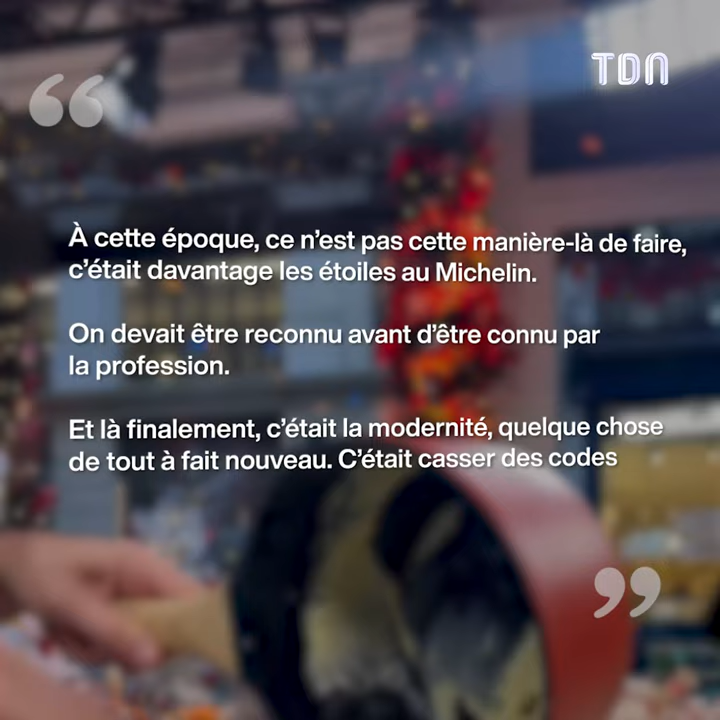 TDN
“
À cette époque, ce n’est pas cette manière-là de faire,
c’était davantage les étoiles au Michelin.
On devait être reconnu avant d’être connu par
la profession.
Et là finalement, c’était la modernité, quelque chose
de tout à fait nouveau. C’était casser des codes
”